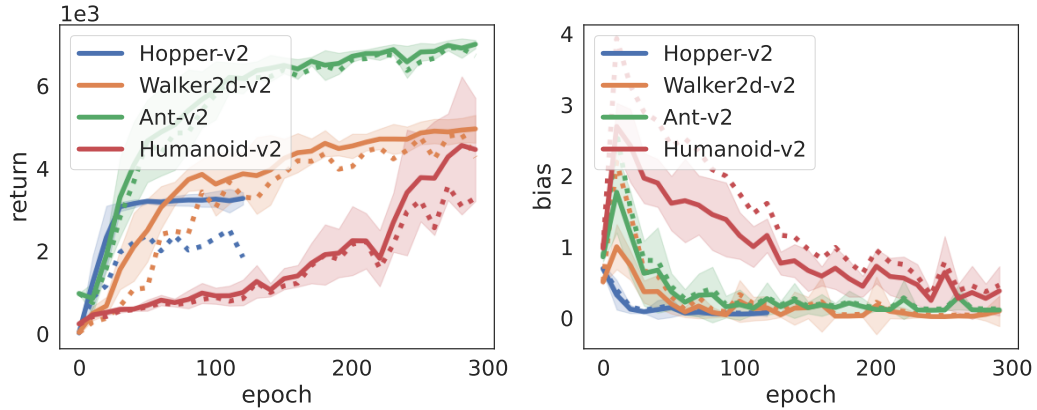 1e3
return
6
4
2
0
Hopper-v2
Walker2d-v2
Ant-v2
Humanoid-v2
0 100 200 300
epoch
bias
4
3
2
1
0
Hopper-v2
Walker2d-v2
Ant-v2
Humanoid-v2
0 100 200 300
epoch